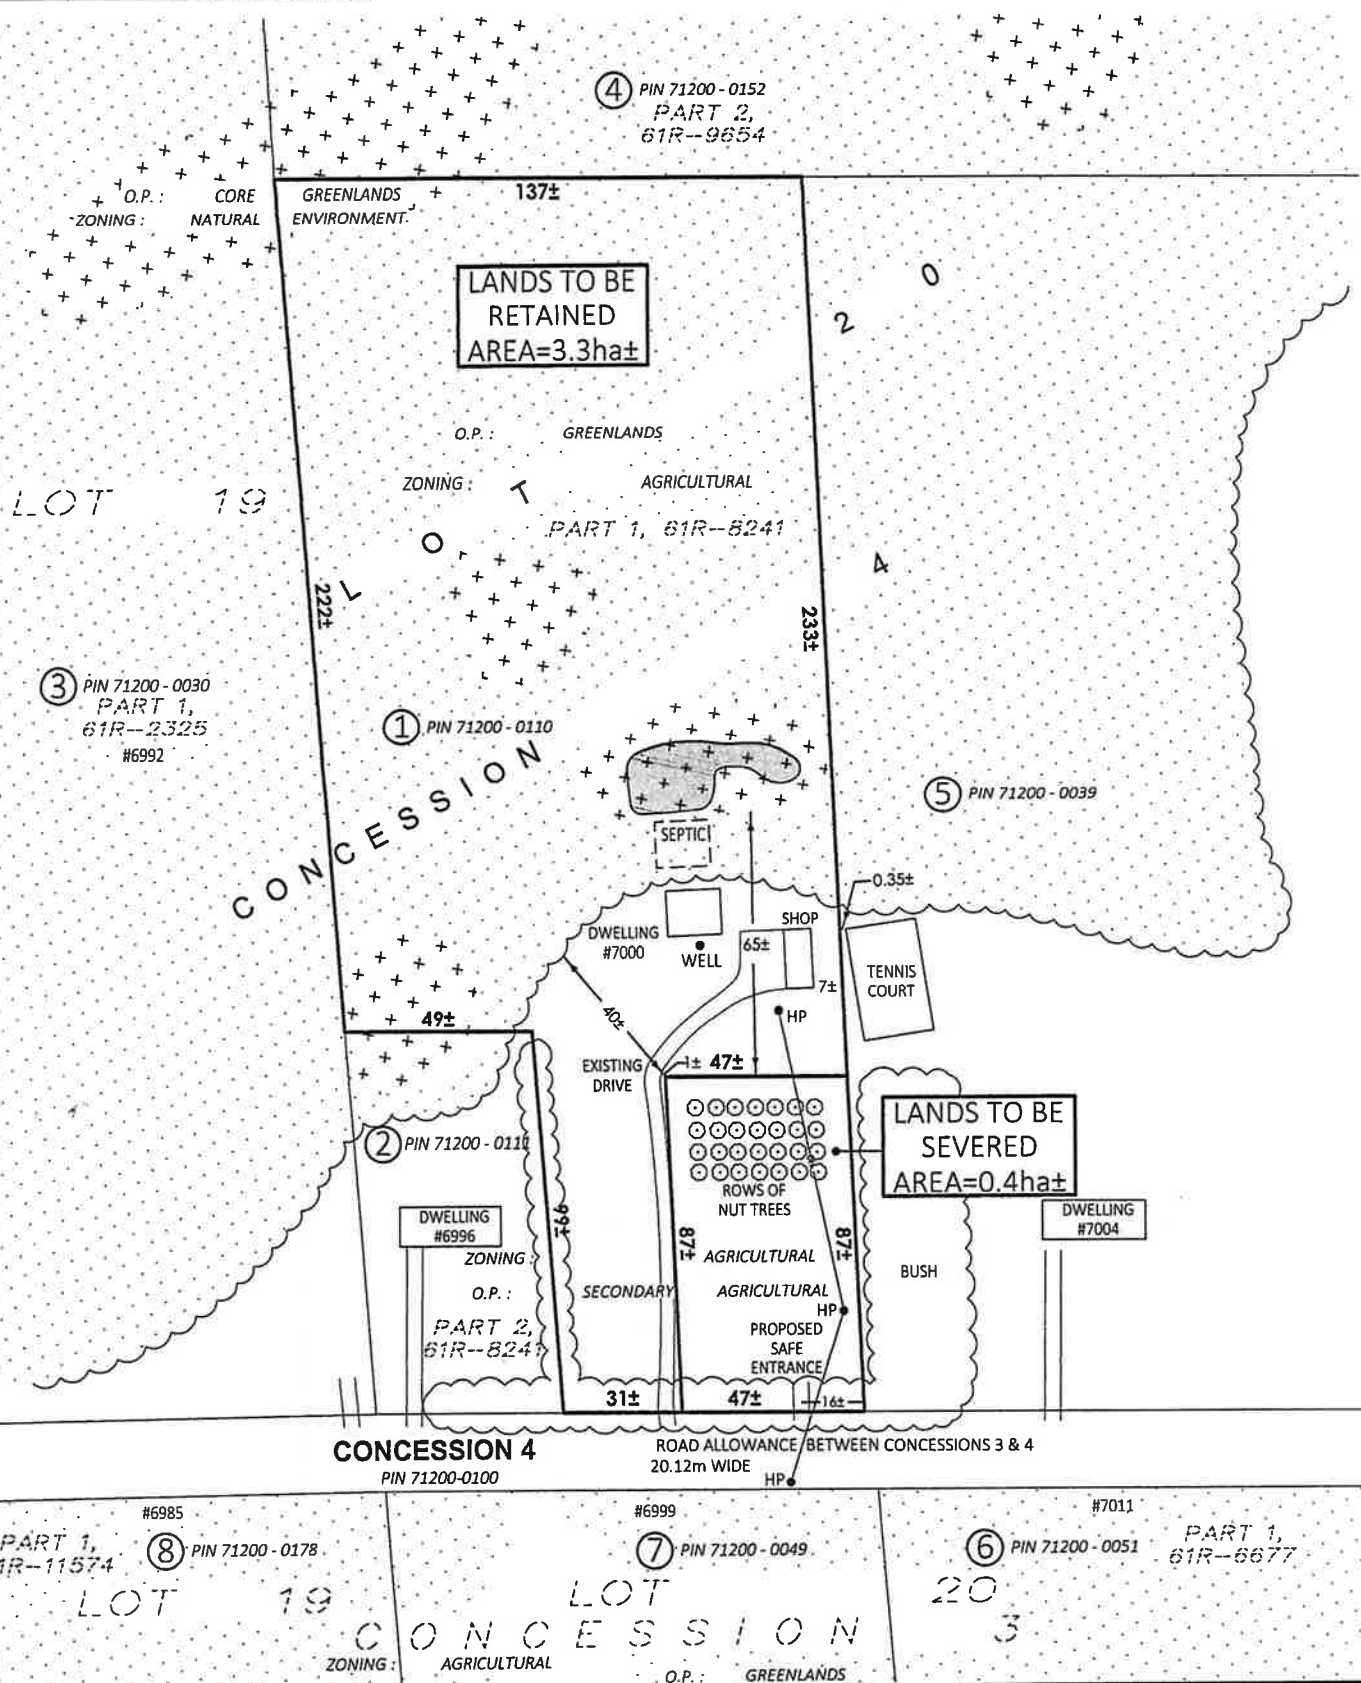 ④ PIN 71200 - 0152
PART 2,
61R--9654
137±
O.P. : CORE GREENLANDS
ZONING : NATURAL ENVIRONMENT
LANDS TO BE
RETAINED
AREA=3.3ha±
O.P. : GREENLANDS
ZONING : AGRICULTURAL
PART 1, 61R--8241
LOT 20
CONCESSION 4
LOT 19
222±
233±
③ PIN 71200 - 0030
PART 1,
61R--2325
#6992
① PIN 71200 - 0110
⑤ PIN 71200 - 0039
SEPTIC
0.35±
SHOP
DWELLING
#7000
WELL
65±
7±
TENNIS
COURT
HP
40±
49±
EXISTING
DRIVE
1± 47±
② PIN 71200 - 0111
LANDS TO BE
SEVERED
AREA=0.4ha±
ROWS OF
NUT TREES
DWELLING
#6996
DWELLING
#7004
99±
87±
87±
ZONING : AGRICULTURAL
O.P. : SECONDARY AGRICULTURAL
BUSH
HP
PART 2,
61R--8241
PROPOSED
SAFE
ENTRANCE
31±
47±
16±
CONCESSION 4
PIN 71200-0100
ROAD ALLOWANCE BETWEEN CONCESSIONS 3 & 4
20.12m WIDE
HP
#6985
#6999
#7011
PART 1,
1R--11574
⑧ PIN 71200 - 0178
⑦ PIN 71200 - 0049
⑥ PIN 71200 - 0051
PART 1,
61R--6677
LOT 19
LOT 20
CONCESSION 3
ZONING : AGRICULTURAL
O.P. : GREENLANDS